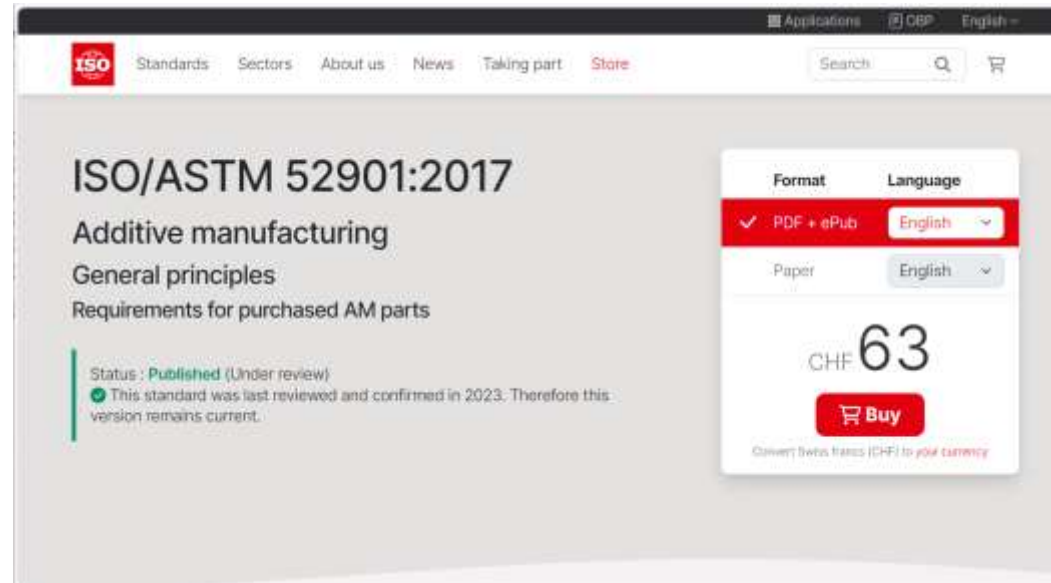 Applications OBP English
ISO Standards Sectors About us News Taking part Store Search
ISO/ASTM 52901:2017
Additive manufacturing
General principles
Requirements for purchased AM parts
Status : Published (Under review)
This standard was last reviewed and confirmed in 2023. Therefore this
version remains current.
Format Language
PDF + ePub English
Paper English
CHF 63
Buy
Convert Swiss francs (CHF) to your currency